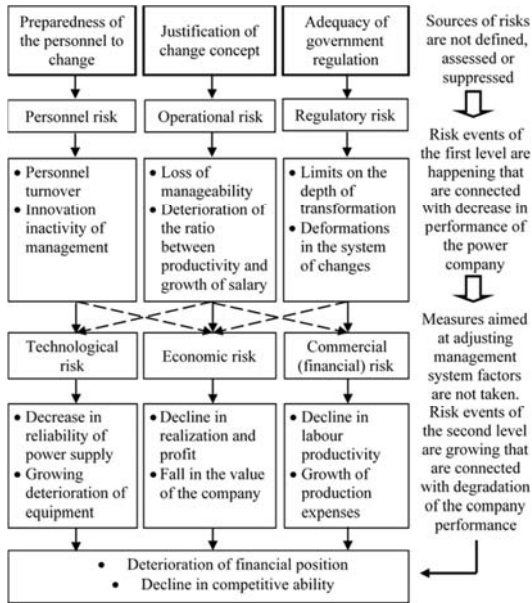 Preparedness of
the personnel to
change
Justification of
change concept
Adequacy of
government
regulation
Sources of risks
are not defined,
assessed or
suppressed
Personnel risk
Operational risk
Regulatory risk
Risk events of
the first level are
happening that
are connected
with decrease in
performance of
the power
company
• Personnel
turnover
• Innovation
inactivity of
management
• Loss of
manageability
• Deterioration of
the ratio
between
productivity and
growth of salary
• Limits on the
depth of
transformation
• Deformations in
the system of
changes
Measures aimed
at adjusting
management
system factors
are not taken.
Risk events of
the second level
are growing that
are connected
with degradation
of the company
performance
Technological
risk
Economic risk
Commercial
(financial) risk
• Decrease in
reliability of
power supply
• Growing
deterioration of
equipment
• Decline in
realization and
profit
• Fall in the value
of the company
• Decline in
labour
productivity
• Growth of
production
expenses
• Deterioration of financial position
• Decline in competitive ability